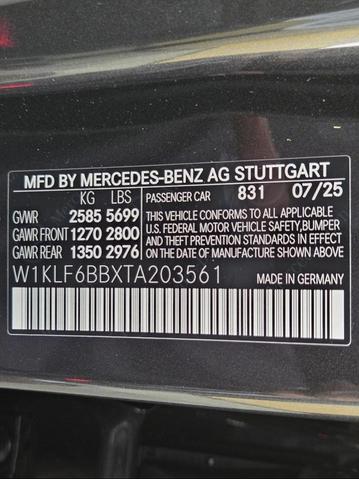 MFD BY MERCEDES-BENZ AG STUTTGART
KG LBS
PASSENGER CAR 831 07/25
GVWR 2585 5699
GAWR FRONT 1270 2800
GAWR REAR 1350 2976
THIS VEHICLE CONFORMS TO ALL APPLICABLE
U.S. FEDERAL MOTOR VEHICLE SAFETY,BUMPER
AND THEFT PREVENTION STANDARDS IN EFFECT
ON THE DATE OF MANUFACTURE SHOWN ABOVE.
W1KLF6BBXTA203561
MADE IN GERMANY